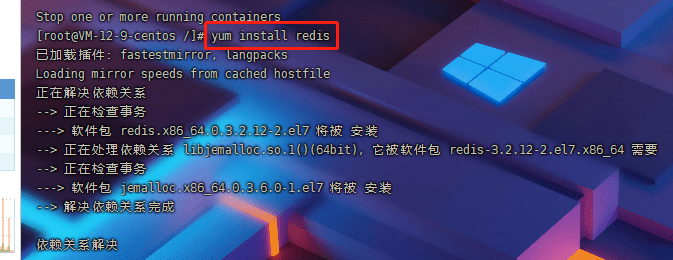 Stop one or more running containers
[root@VM-12-9-centos /]# yum install redis
已加载插件: fastestmirror, langpacks
Loading mirror speeds from cached hostfile
正在解决依赖关系
--> 正在检查事务
---> 软件包 redis.x86_64.0.3.2.12-2.el7 将被 安装
--> 正在处理依赖关系 libjemalloc.so.1()(64bit), 它被软件包 redis-3.2.12-2.el7.x86_64 需要
--> 正在检查事务
---> 软件包 jemalloc.x86_64.0.3.6.0-1.el7 将被 安装
--> 解决依赖关系完成
依赖关系解决